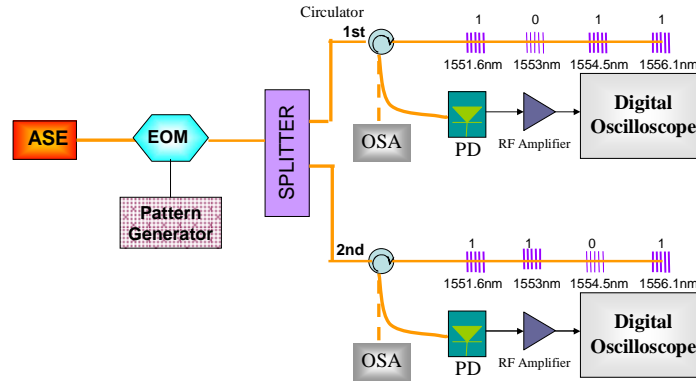 Circulator
1st
1 0 1 1
1551.6nm 1553nm 1554.5nm 1556.1nm
ASE
EOM
SPLITTER
OSA
PD
RF Amplifier
Digital
Oscilloscope
Pattern
Generator
2nd
1 1 0 1
1551.6nm 1553nm 1554.5nm 1556.1nm
OSA
PD
RF Amplifier
Digital
Oscilloscope